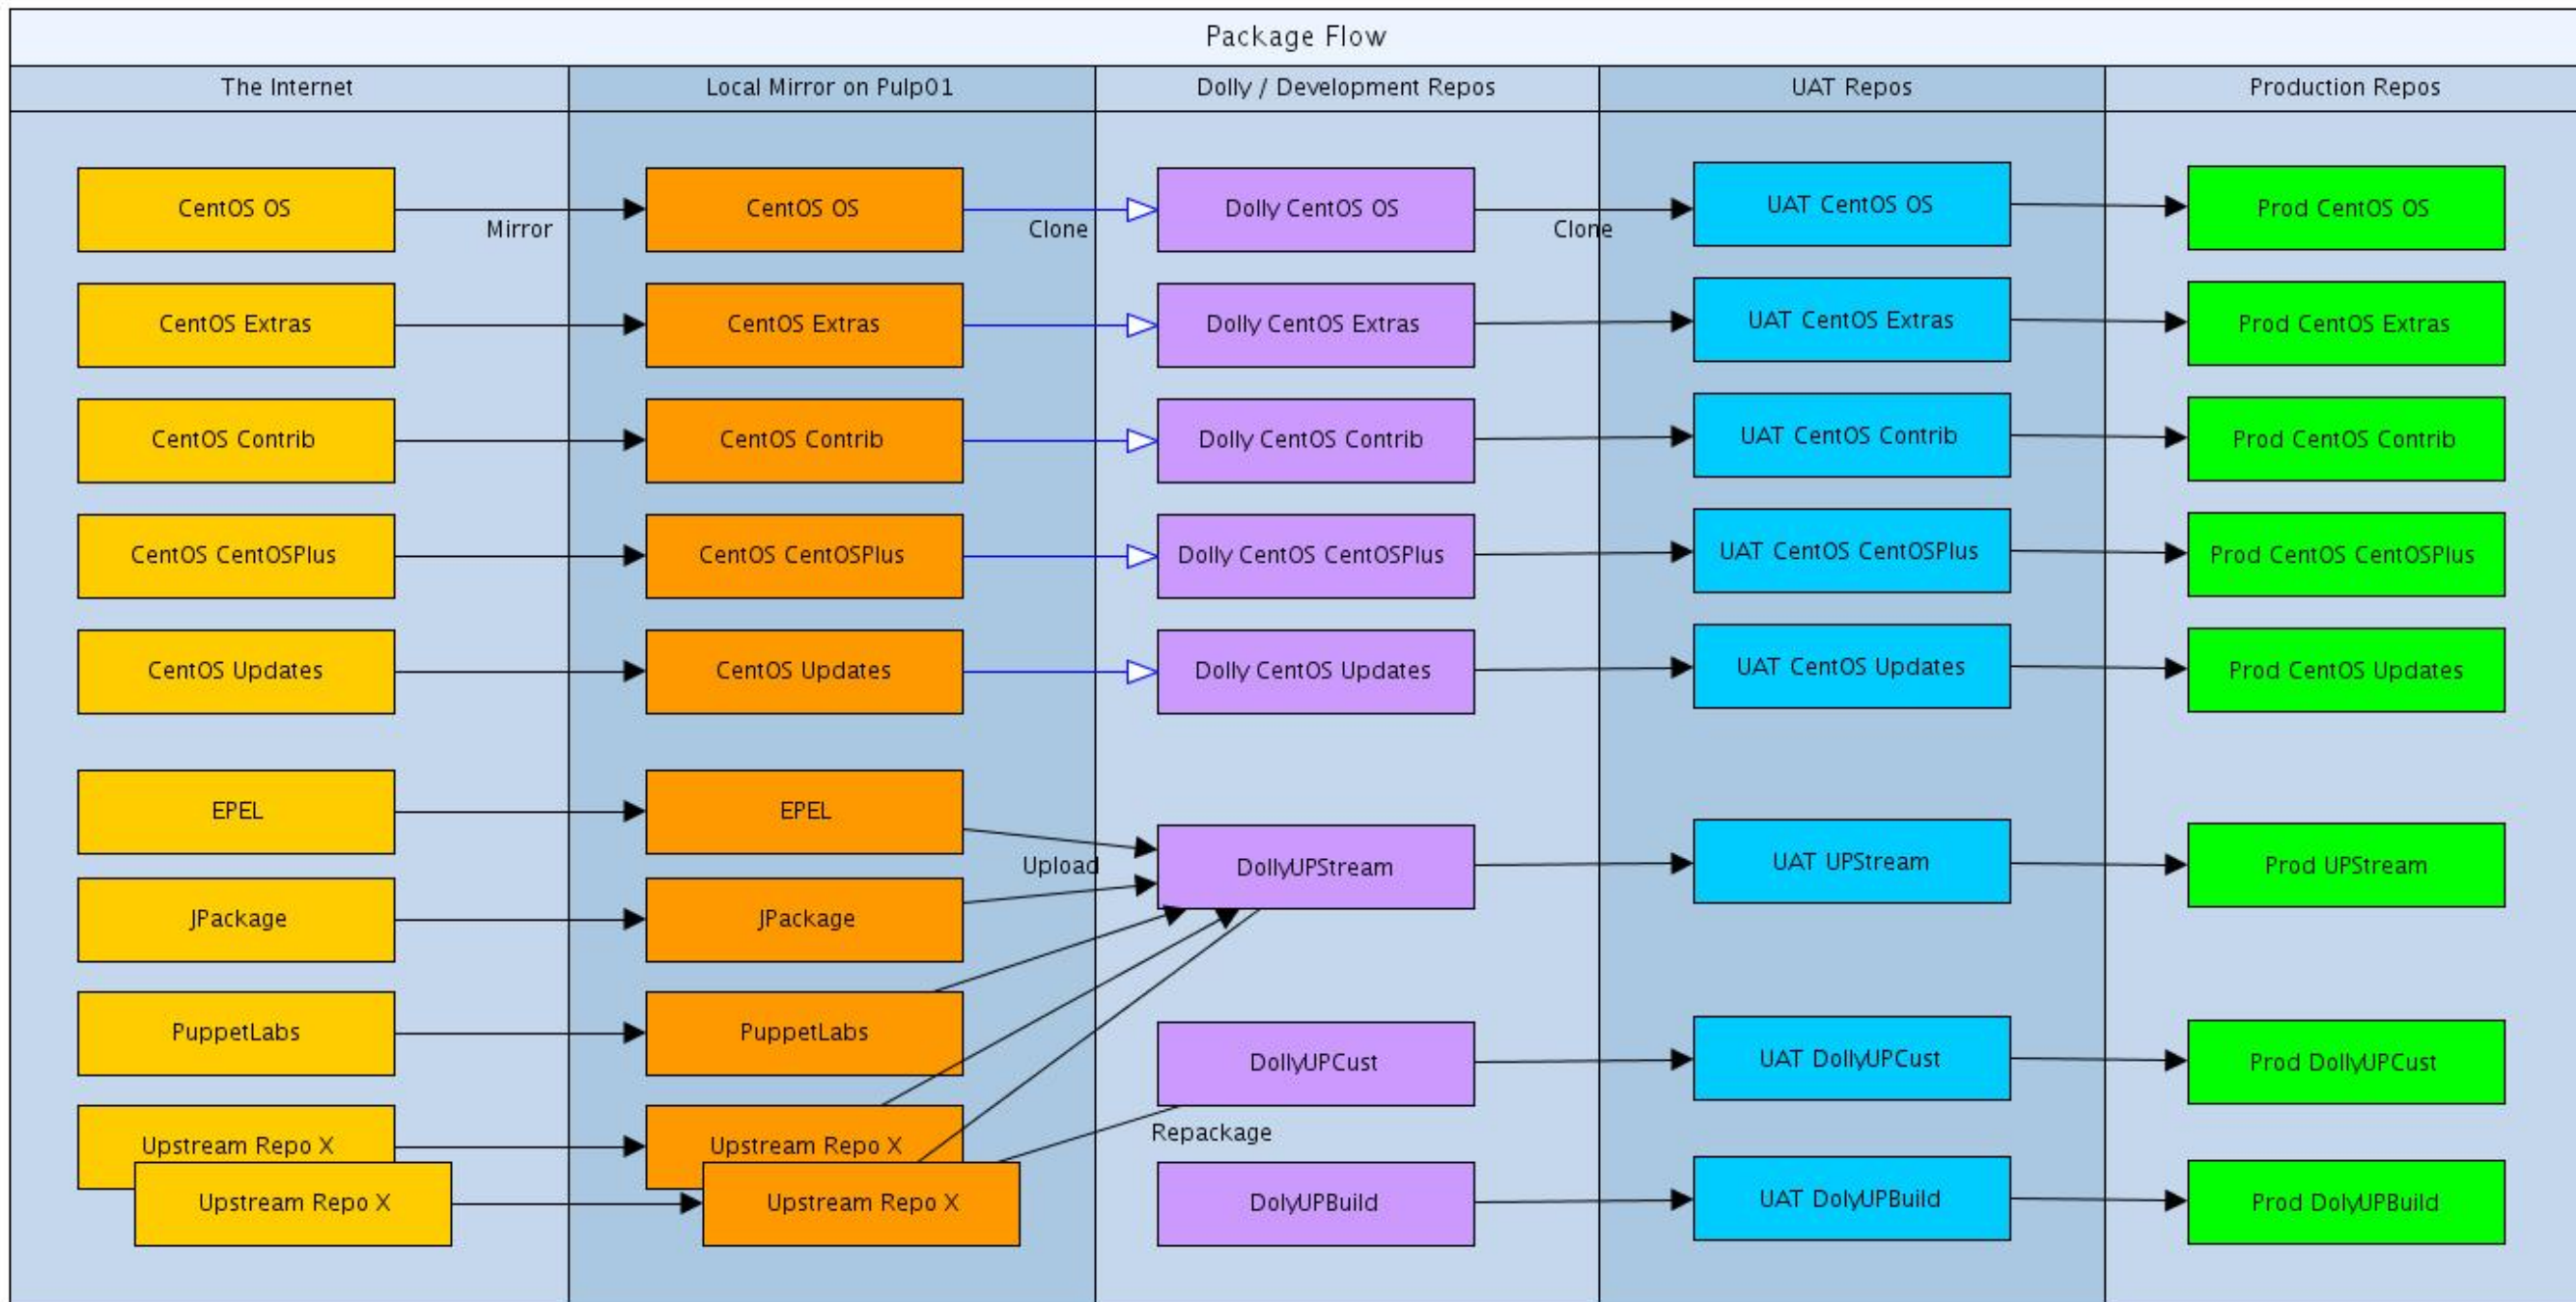 Package Flow
The Internet
Local Mirror on Pulp01
Dolly / Development Repos
UAT Repos
Production Repos
CentOS OS
Mirror
CentOS OS
Clone
Dolly CentOS OS
Clone
UAT CentOS OS
Prod CentOS OS
CentOS Extras
CentOS Extras
Dolly CentOS Extras
UAT CentOS Extras
Prod CentOS Extras
CentOS Contrib
CentOS Contrib
Dolly CentOS Contrib
UAT CentOS Contrib
Prod CentOS Contrib
CentOS CentOSPlus
CentOS CentOSPlus
Dolly CentOS CentOSPlus
UAT CentOS CentOSPlus
Prod CentOS CentOSPlus
CentOS Updates
CentOS Updates
Dolly CentOS Updates
UAT CentOS Updates
Prod CentOS Updates
EPEL
EPEL
Upload
DollyUPStream
UAT UPStream
Prod UPStream
JPackage
JPackage
PuppetLabs
PuppetLabs
DollyUPCust
UAT DollyUPCust
Prod DollyUPCust
Upstream Repo X
Upstream Repo X
Repackage
Upstream Repo X
Upstream Repo X
DolyUPBuild
UAT DolyUPBuild
Prod DolyUPBuild